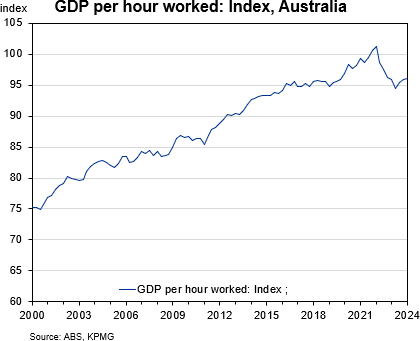 GDP per hour worked: Index, Australia
index
105
100
95
90
85
80
75
70
65
60
GDP per hour worked: Index ;
2000 2003 2006 2009 2012 2015 2018 2021 2024
Source: ABS, KPMG